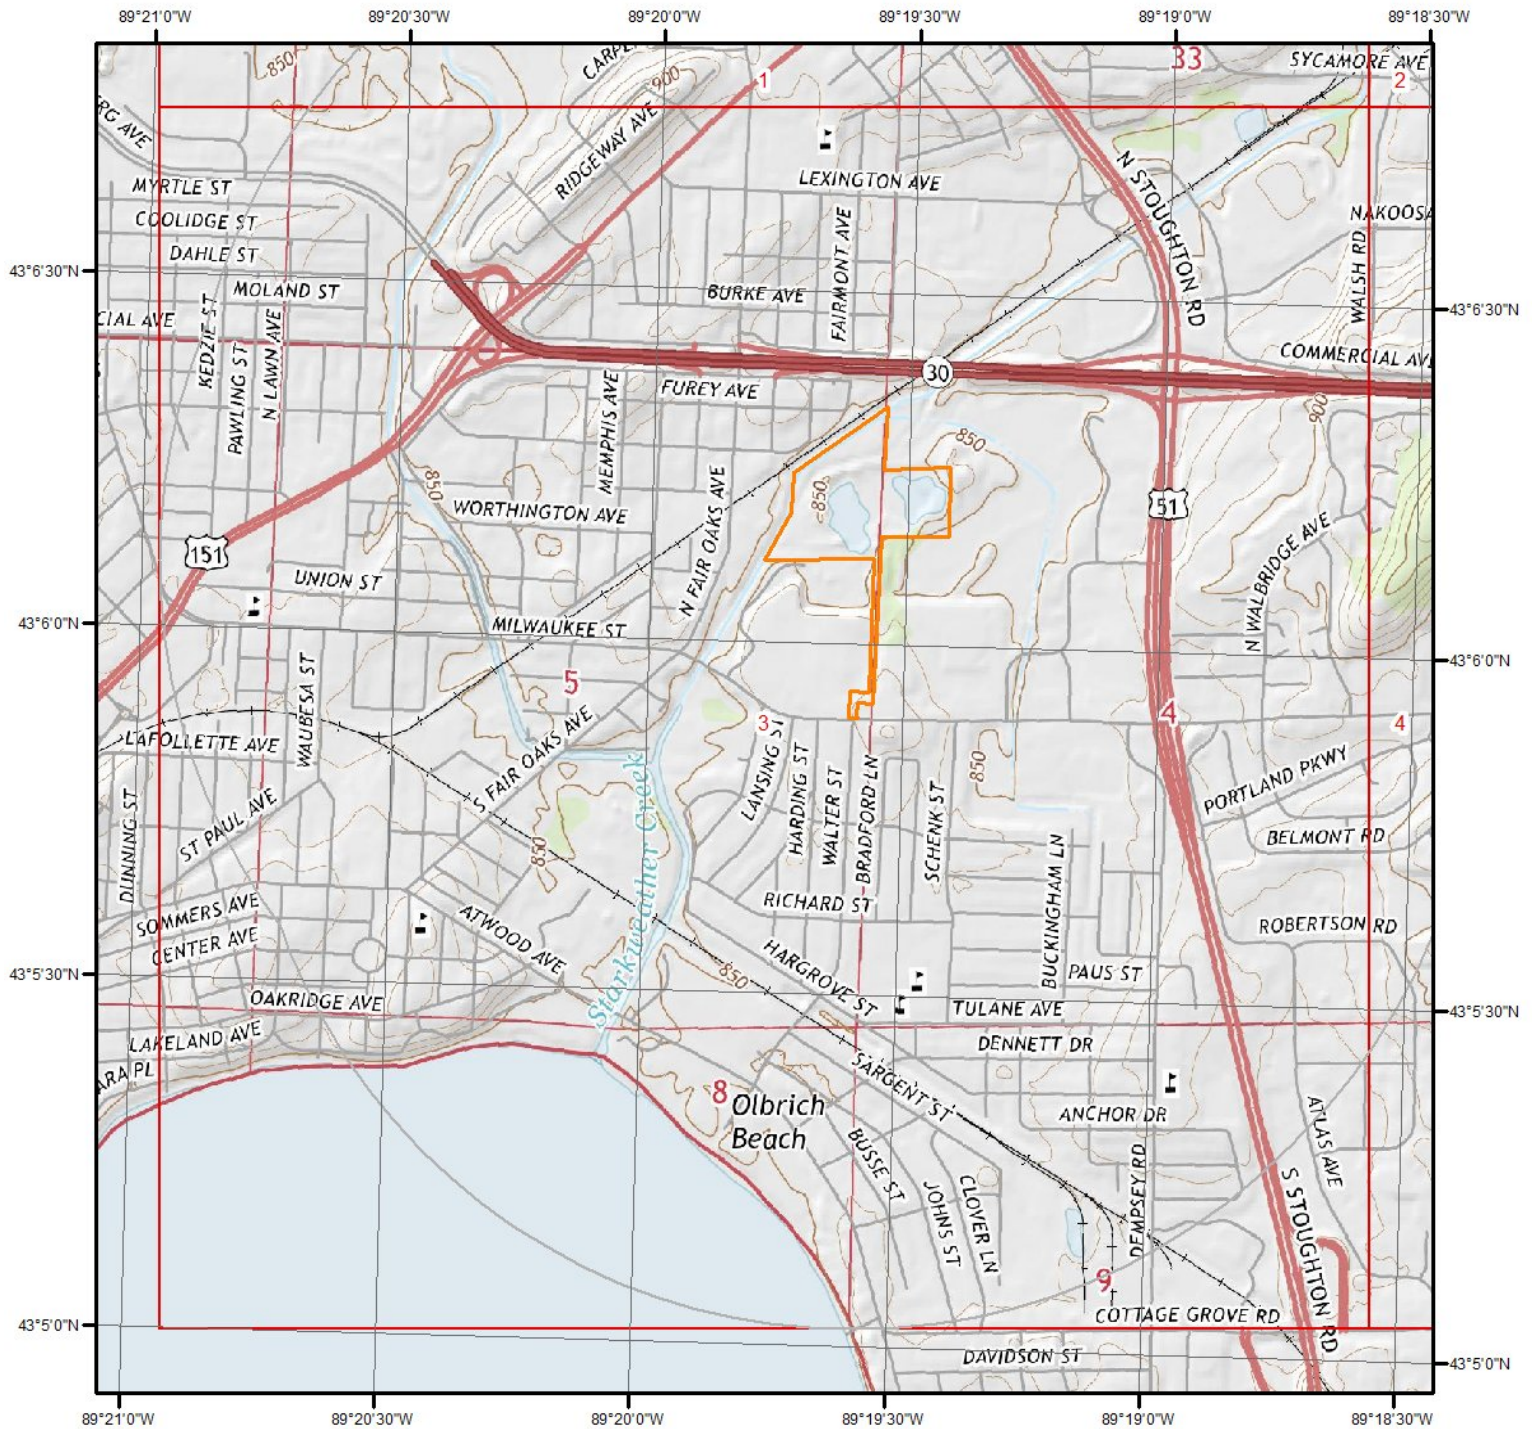 89°21'0"W
89°20'30"W
89°20'0"W
89°19'30"W
89°19'0"W
89°18'30"W
33
SYCAMORE AVE
850
900
1
2
RIDGEWAY AVE
N STOUGHTON RD
MYRTLE ST
LEXINGTON AVE
COOLIDGE ST
FAIRMONT AVE
DAHLE ST
WALSH RD
43°6'30"N
MOLAND ST
BURKE AVE
43°6'30"N
KEDZIE ST
N LAWN AVE
PAWLING ST
30
FUREY AVE
MEMPHIS AVE
900
850
850
850
WORTHINGTON AVE
N FAIR OAKS AVE
51
151
N WALBRIDGE AVE
UNION ST
43°6'0"N
MILWAUKEE ST
43°6'0"N
WAUBESA ST
5
3
4
4
LAFOLLETTE AVE
S FAIR OAKS AVE
LANSING ST
HARDING ST
WALTER ST
BRADFORD LN
SCHENK ST
850
PORTLAND PKWY
DUNNING ST
ST PAUL AVE
850
Starkweather Creek
BELMONT RD
BUCKINGHAM LN
RICHARD ST
SOMMERS AVE
CENTER AVE
ATWOOD AVE
ROBERTSON RD
43°5'30"N
850
HARGROVE ST
PAUS ST
OAKRIDGE AVE
TULANE AVE
43°5'30"N
LAKELAND AVE
DENNETT DR
SARGENT ST
ARA PL
8
Olbrich
Beach
ANCHOR DR
ATLAS AVE
BUSSE ST
JOHNS ST
CLOVER LN
DEMPSEY RD
S STOUGHTON RD
9
43°5'0"N
COTTAGE GROVE RD
DAVIDSON ST
43°5'0"N
89°21'0"W
89°20'30"W
89°20'0"W
89°19'30"W
89°19'0"W
89°18'30"W